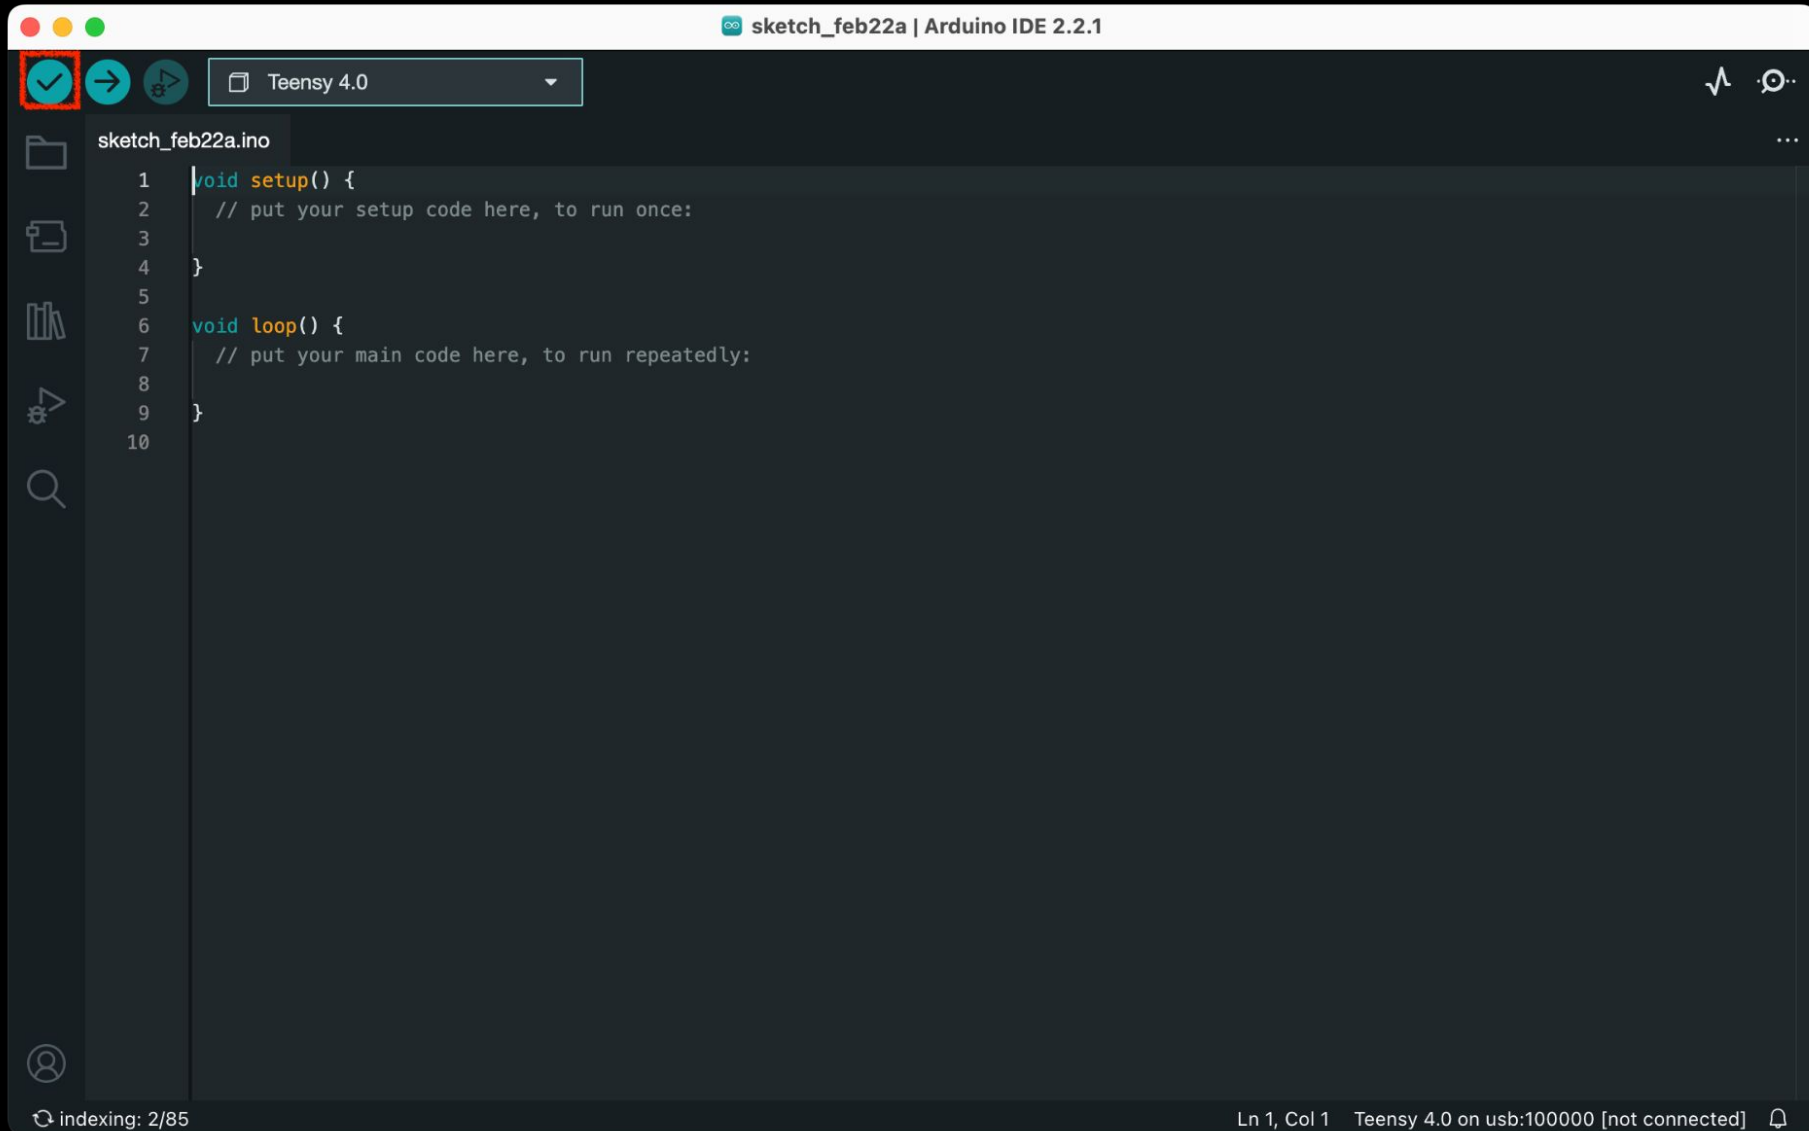 sketch_feb22a | Arduino IDE 2.2.1
Teensy 4.0
sketch_feb22a.ino
1 void setup() {
2 // put your setup code here, to run once:
3
4 }
5
6 void loop() {
7 // put your main code here, to run repeatedly:
8
9 }
10
indexing: 2/85
Ln 1, Col 1 Teensy 4.0 on usb:100000 [not connected]